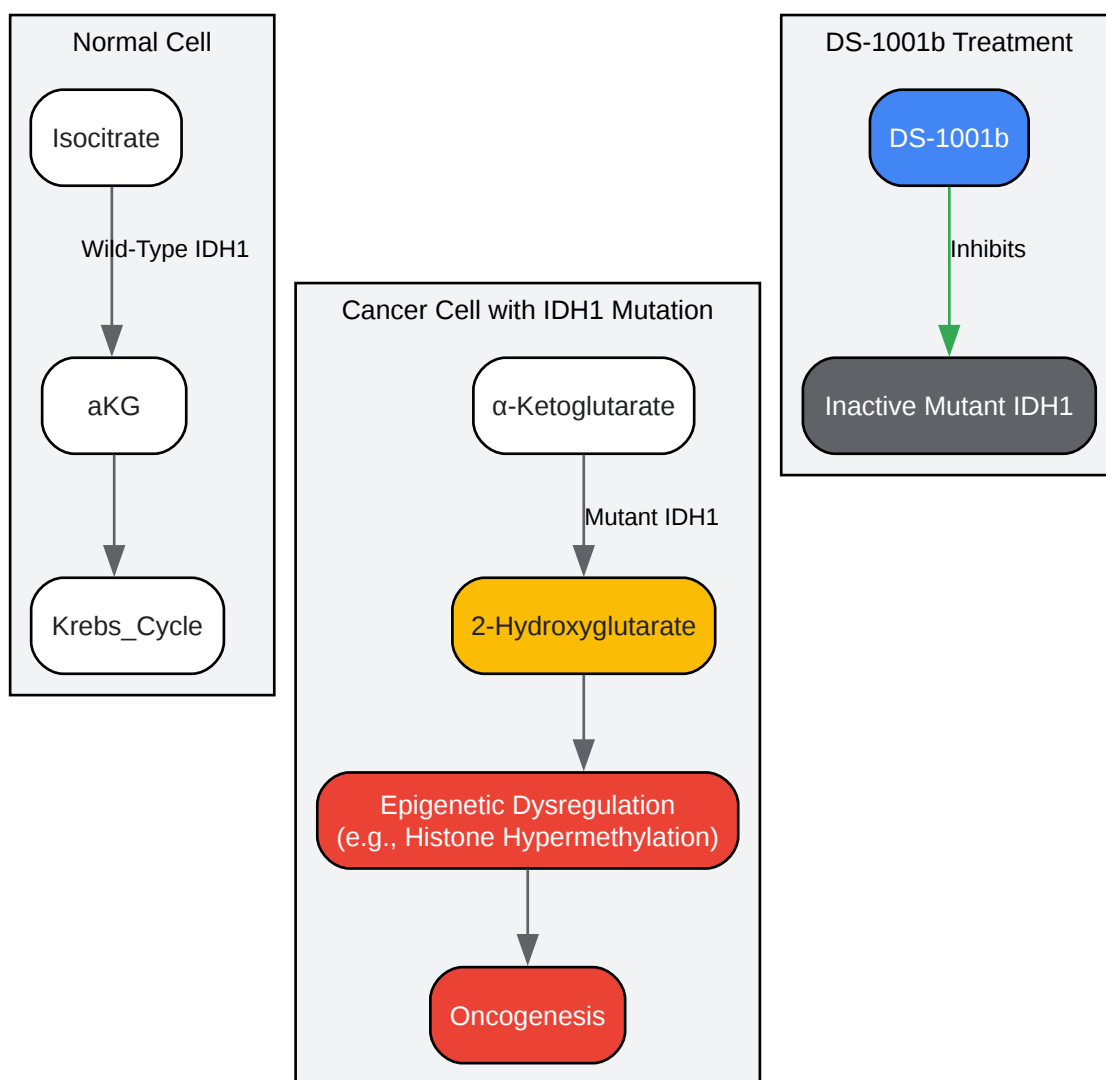 Normal Cell
Isocitrate
Wild-Type IDH1
aKG
Krebs_Cycle
Cancer Cell with IDH1 Mutation
α-Ketoglutarate
Mutant IDH1
2-Hydroxyglutarate
Epigenetic Dysregulation
(e.g., Histone Hypermethylation)
Oncogenesis
DS-1001b Treatment
DS-1001b
Inhibits
Inactive Mutant IDH1